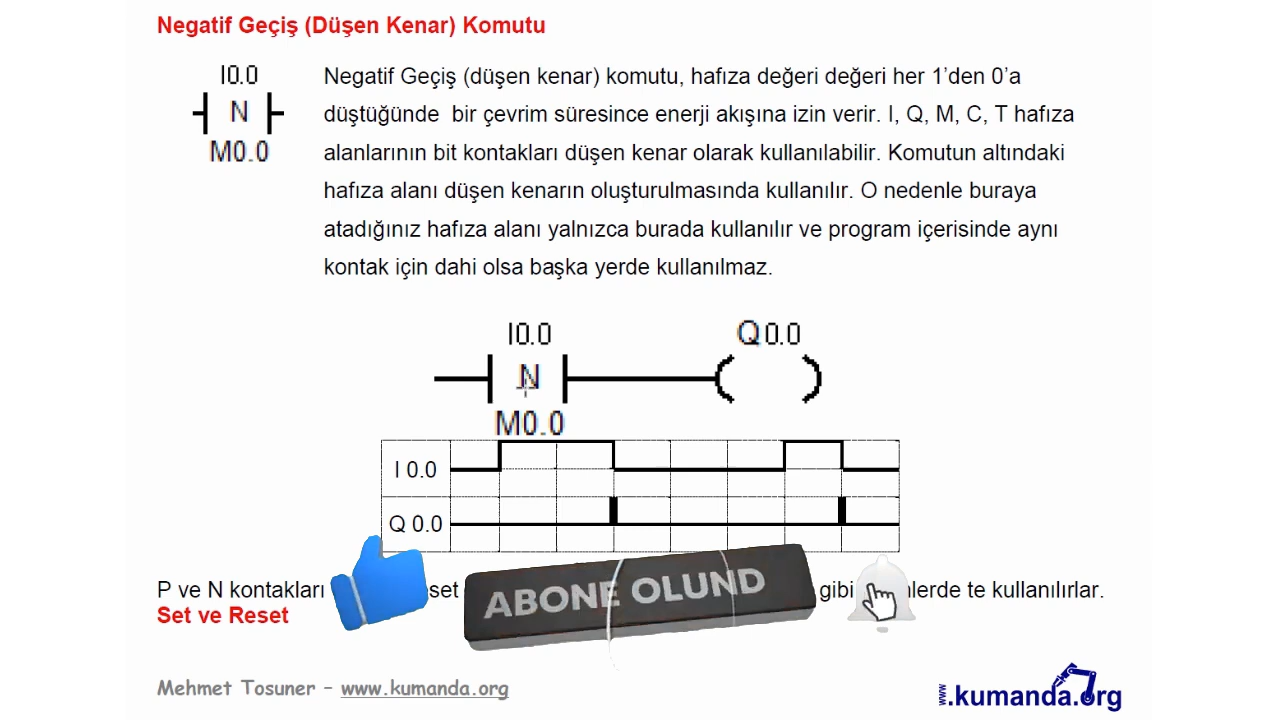 Negatif Geçiş (Düşen Kenar) Komutu
I0.0
N
M0.0
Negatif Geçiş (düşen kenar) komutu, hafıza değeri değeri her 1’den 0’a
düştüğünde bir çevrim süresince enerji akışına izin verir. I, Q, M, C, T hafıza
alanlarının bit kontakları düşen kenar olarak kullanılabilir. Komutun altındaki
hafıza alanı düşen kenarın oluşturulmasında kullanılır. O nedenle buraya
atadığınız hafıza alanı yalnızca burada kullanılır ve program içerisinde aynı
kontak için dahi olsa başka yerde kullanılmaz.
I0.0
Q0.0
N
M0.0
I 0.0
Q 0.0
P ve N kontakları set gibi lerde te kullanılırlar.
ABONE OLUND
Set ve Reset
Mehmet Tosuner – www.kumanda.org
www.kumanda.org